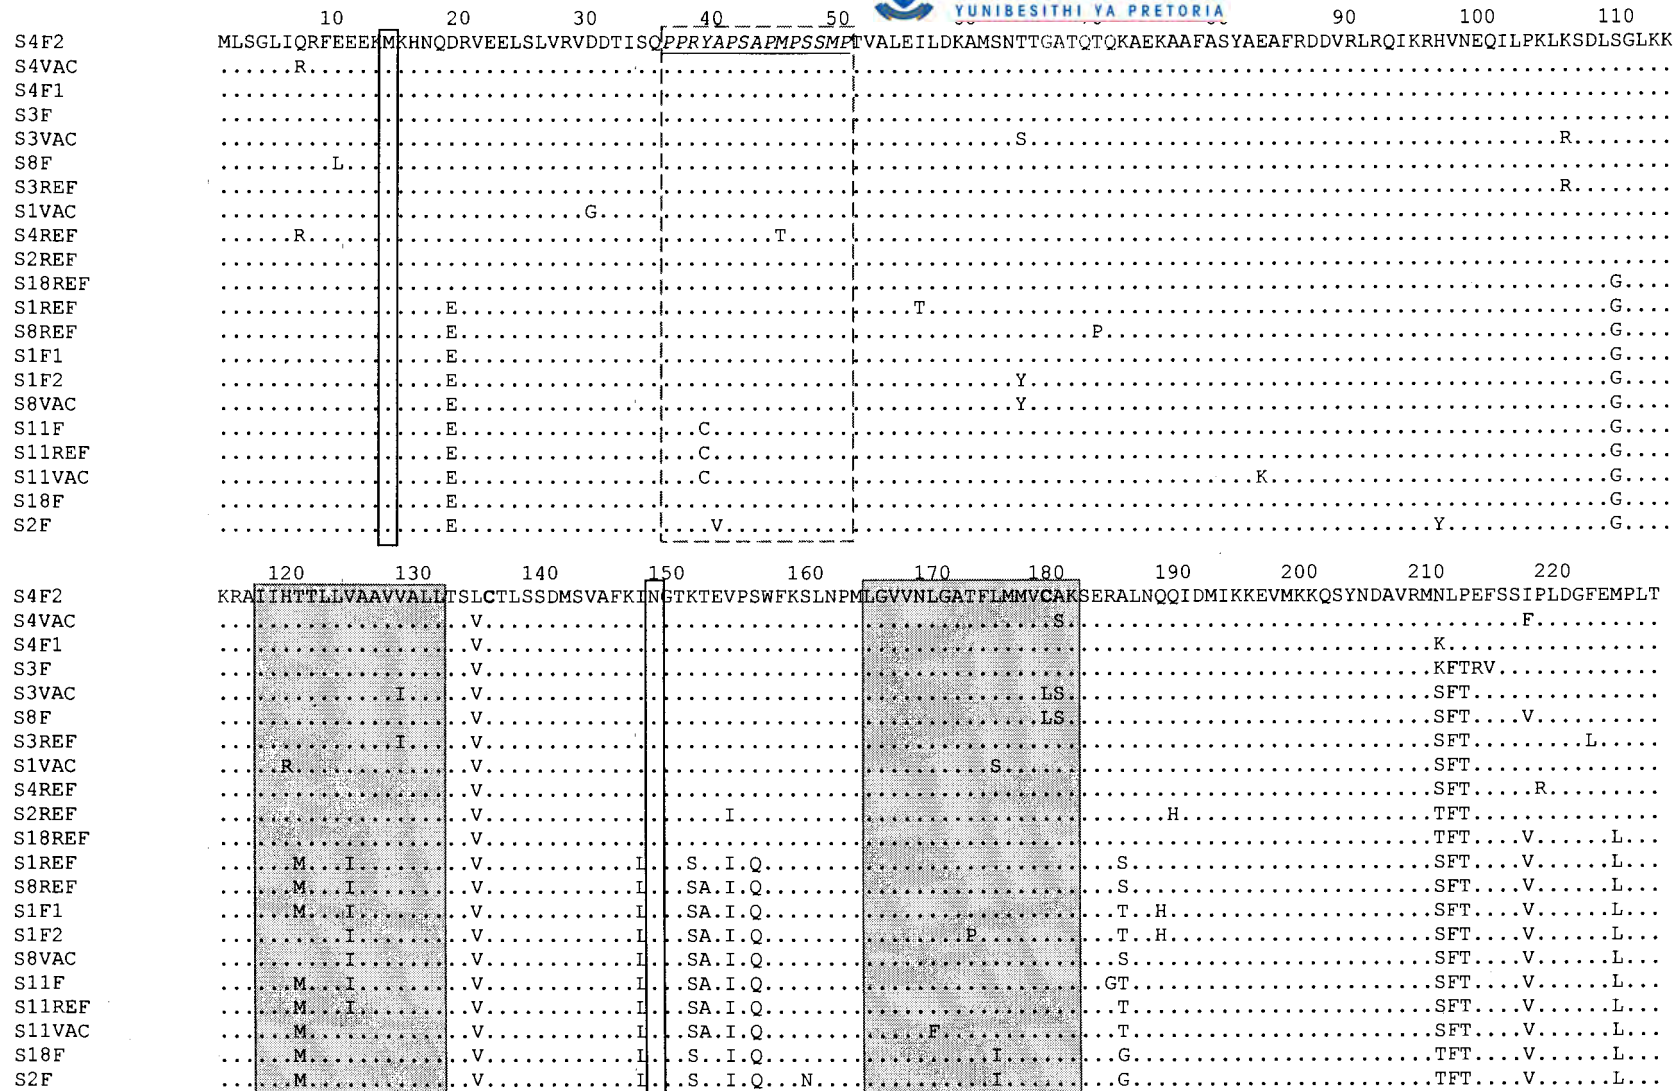 YUNIBESITHI YA PRETORIA
10 20 30 40 50 90 100 110
S4F2 MLSGLIQRFEEEKMKHNQDRVEELSLVRVDDTISQPPRYAPSAPMPSSMPTVALEILDKAMSNTTGATQTQKAEKAAFASYAEAFRDDVRLRQIKRHVNEQILPKLKSDLSGLKK
S4VAC ......R............................................................................................................
S4F1 ...................................................................................................................
S3F ...................................................................................................................
S3VAC ...............................................................S..........................................R........
S8F .........L.........................................................................................................
S3REF ..........................................................................................................R........
S1VAC .............................G.....................................................................................
S4REF ......R.....................................T......................................................................
S2REF ...................................................................................................................
S18REF ..............................................................................................................G....
S1REF ..................E....................................T......................................................G....
S8REF ..................E..................................................P........................................G....
S1F1 ..................E...........................................................................................G....
S1F2 ..................E............................................Y..............................................G....
S8VAC ..................E............................................Y..............................................G....
S11F ..................E...................C.......................................................................G....
S11REF ..................E...................C.......................................................................G....
S11VAC ..................E...................C...........................................K...........................G....
S18F ..................E...........................................................................................G....
S2F ..................E....................V........................................................Y.............G....
120 130 140 150 160 170 180 190 200 210 220
S4F2 KRAIIHTTLLVAAVVALLTSLCTLSSDMSVAFKINGTKTEVPSWFKSLNPMLGVVNLGATFLMMVCAKSERALNQQIDMIKKEVMKKQSYNDAVRMNLPEFSSIPLDGFEMPLT
S4VAC ....................V.............................................S....................................F..........
S4F1 ....................V...........................................................................K.................
S3F ....................V...........................................................................KFTRV.............
S3VAC ..............I.....V............................................LS.............................SFT...............
S8F ....................V............................................LS.............................SFT....V..........
S3REF ..............I.....V...........................................................................SFT.........L.....
S1VAC .....R..............V........................................S..................................SFT...............
S4REF ....................V...........................................................................SFT.....R.........
S2REF ....................V...................I..................................H....................TFT...............
S18REF ....................V...........................................................................TFT....V......L...
S1REF ......M...I.........V............L...S..I.Q............................S........................SFT....V......L...
S8REF ......M...I.........V............L...SA.I.Q............................S........................SFT....V......L...
S1F1 ......M...I.........V............L...SA.I.Q............................T..H.....................SFT....V......L...
S1F2 ..........I.........V............L...SA.I.Q................P...........T..H.....................SFT....V......L...
S8VAC ..........I.........V............L...SA.I.Q............................S........................SFT....V......L...
S11F ......M...I.........V............L...SA.I.Q...........................GT........................SFT....V......L...
S11REF ......M...I.........V............L...SA.I.Q............................T........................SFT....V......L...
S11VAC ......M.............V............L...SA.I.Q.............F..............T........................SFT....V......L...
S18F ......M.............V............L...S..I.Q..................I.........G........................TFT....V......L...
S2F ......M.............V............L...S..I.Q...N..............I.........G........................TFT....V......L...